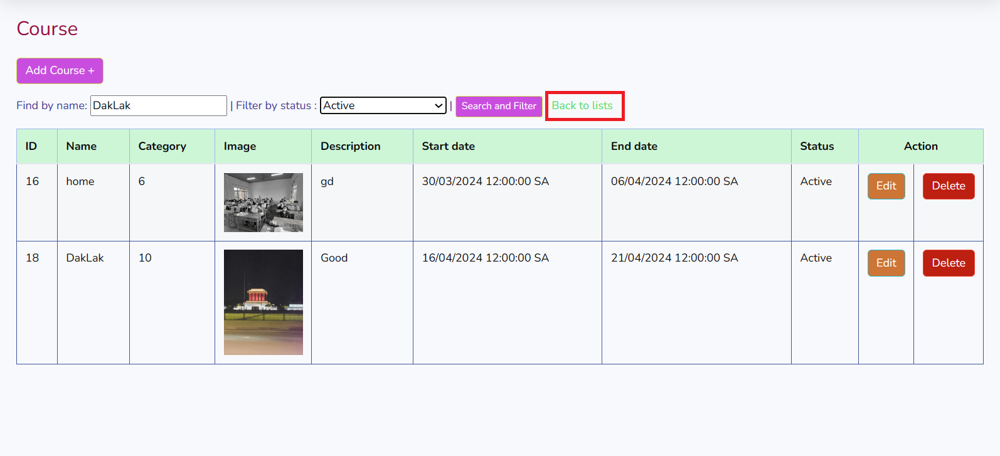 Course
Add Course +
Find by name: DakLak | Filter by status : Active | Search and Filter Back to lists
ID Name Category Image Description Start date End date Status Action
16 home 6 gd 30/03/2024 12:00:00 SA 06/04/2024 12:00:00 SA Active Edit Delete
18 DakLak 10 Good 16/04/2024 12:00:00 SA 21/04/2024 12:00:00 SA Active Edit Delete